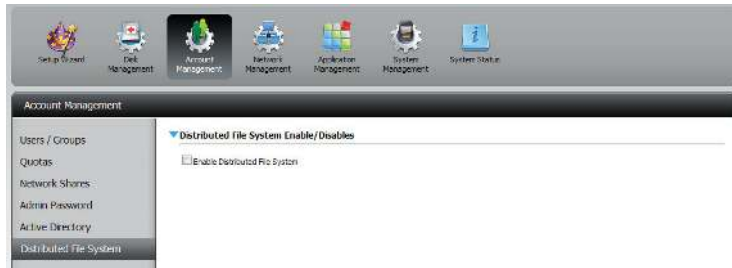 Setup Wizard
Disk Management
Account Management
Network Management
Application Management
System Management
System Status
Account Management
Users / Groups
Quotas
Network Shares
Admin Password
Active Directory
Distributed File System
Distributed File System Enable/Disables
Enable Distributed File System